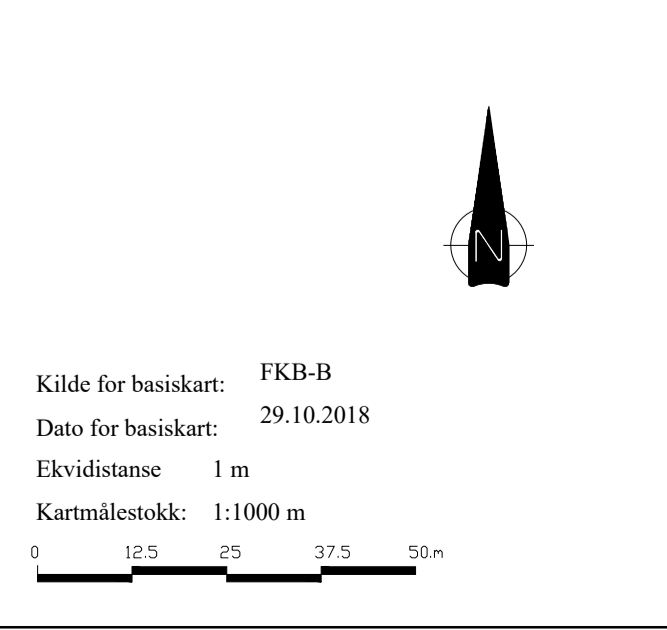 N
Kilde for basiskart: FKB-B
Dato for basiskart: 29.10.2018
Ekvidistanse 1 m
Kartmålestokk: 1:1000 m
0 12.5 25 37.5 50.m